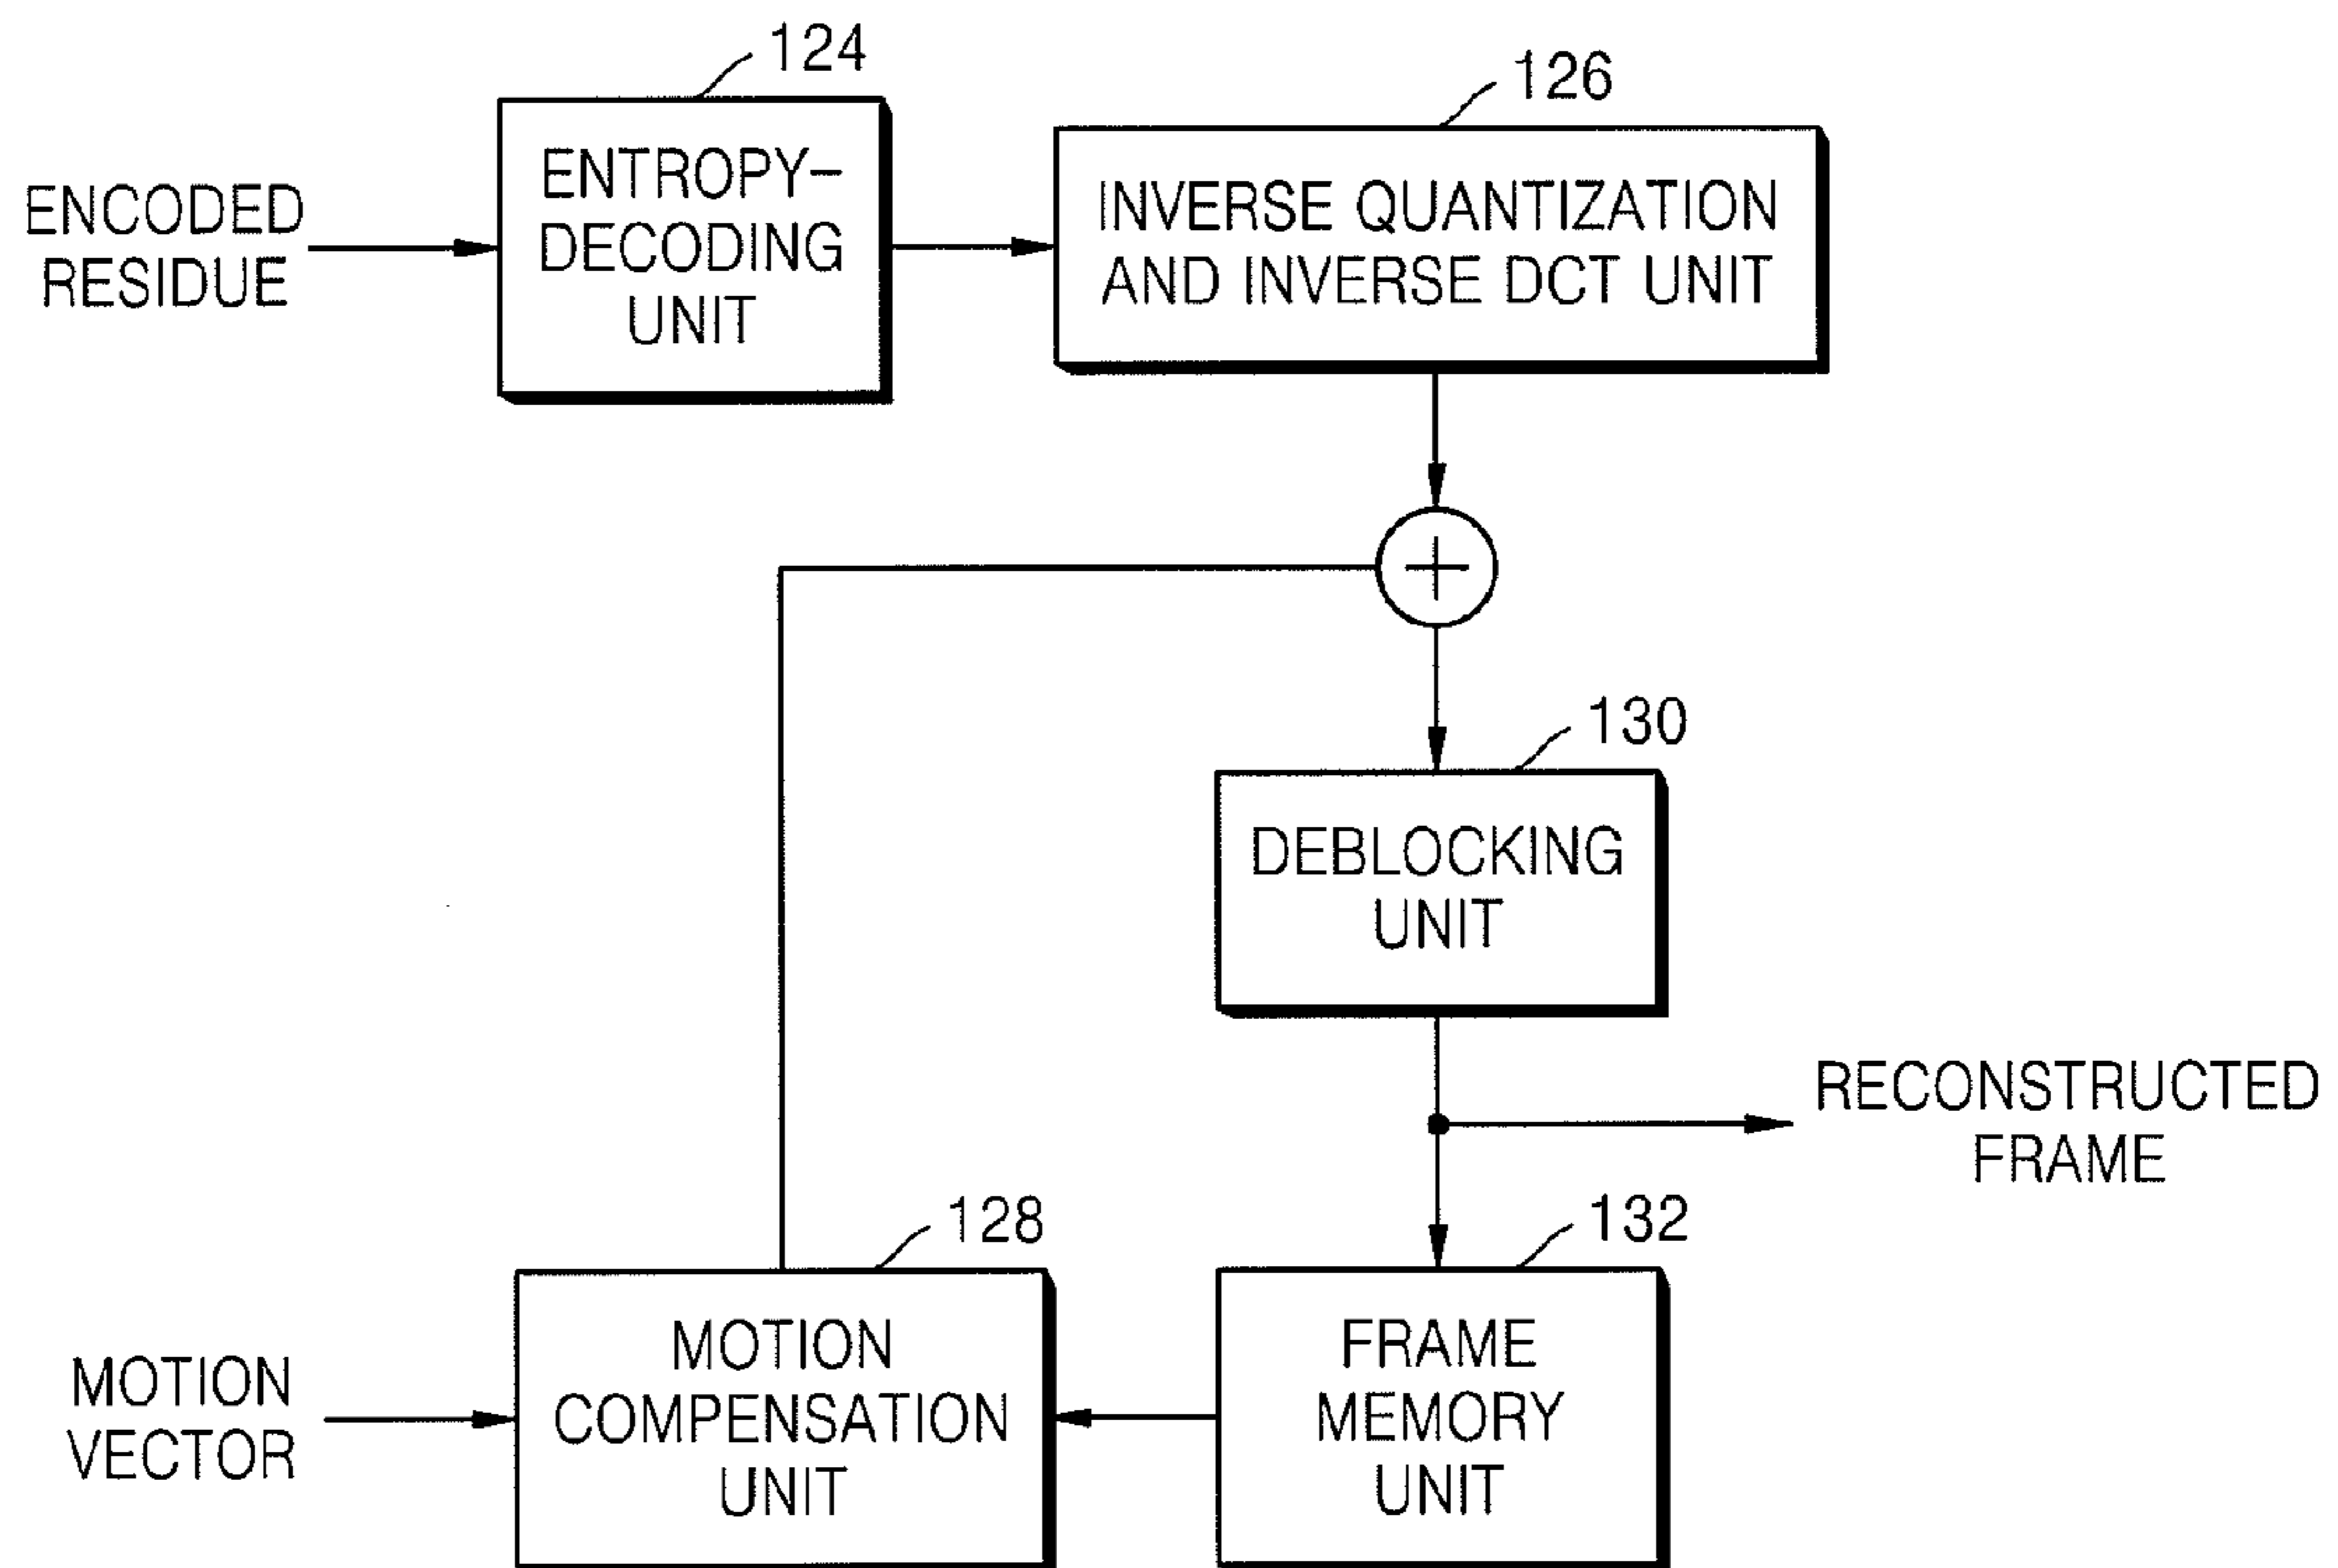 124
126
ENCODED
RESIDUE
ENTROPY-
DECODING
UNIT
INVERSE QUANTIZATION
AND INVERSE DCT UNIT
+
130
DEBLOCKING
UNIT
RECONSTRUCTED
FRAME
128
132
MOTION
VECTOR
MOTION
COMPENSATION
UNIT
FRAME
MEMORY
UNIT